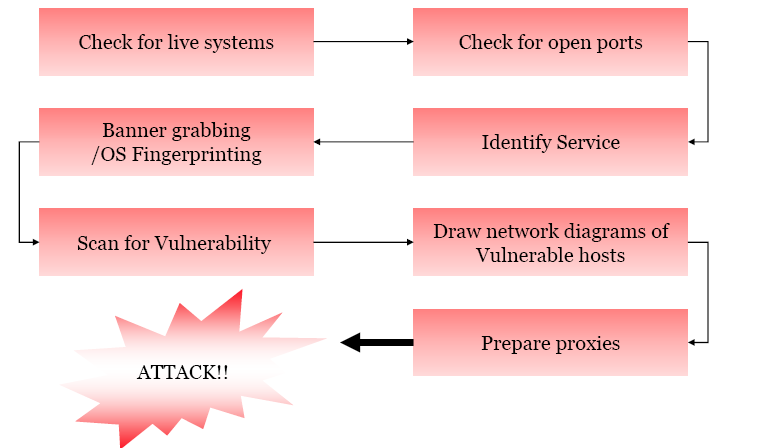 Check for live systems
Check for open ports
Identify Service
Banner grabbing
/OS Fingerprinting
Scan for Vulnerability
Draw network diagrams of
Vulnerable hosts
Prepare proxies
ATTACK!!